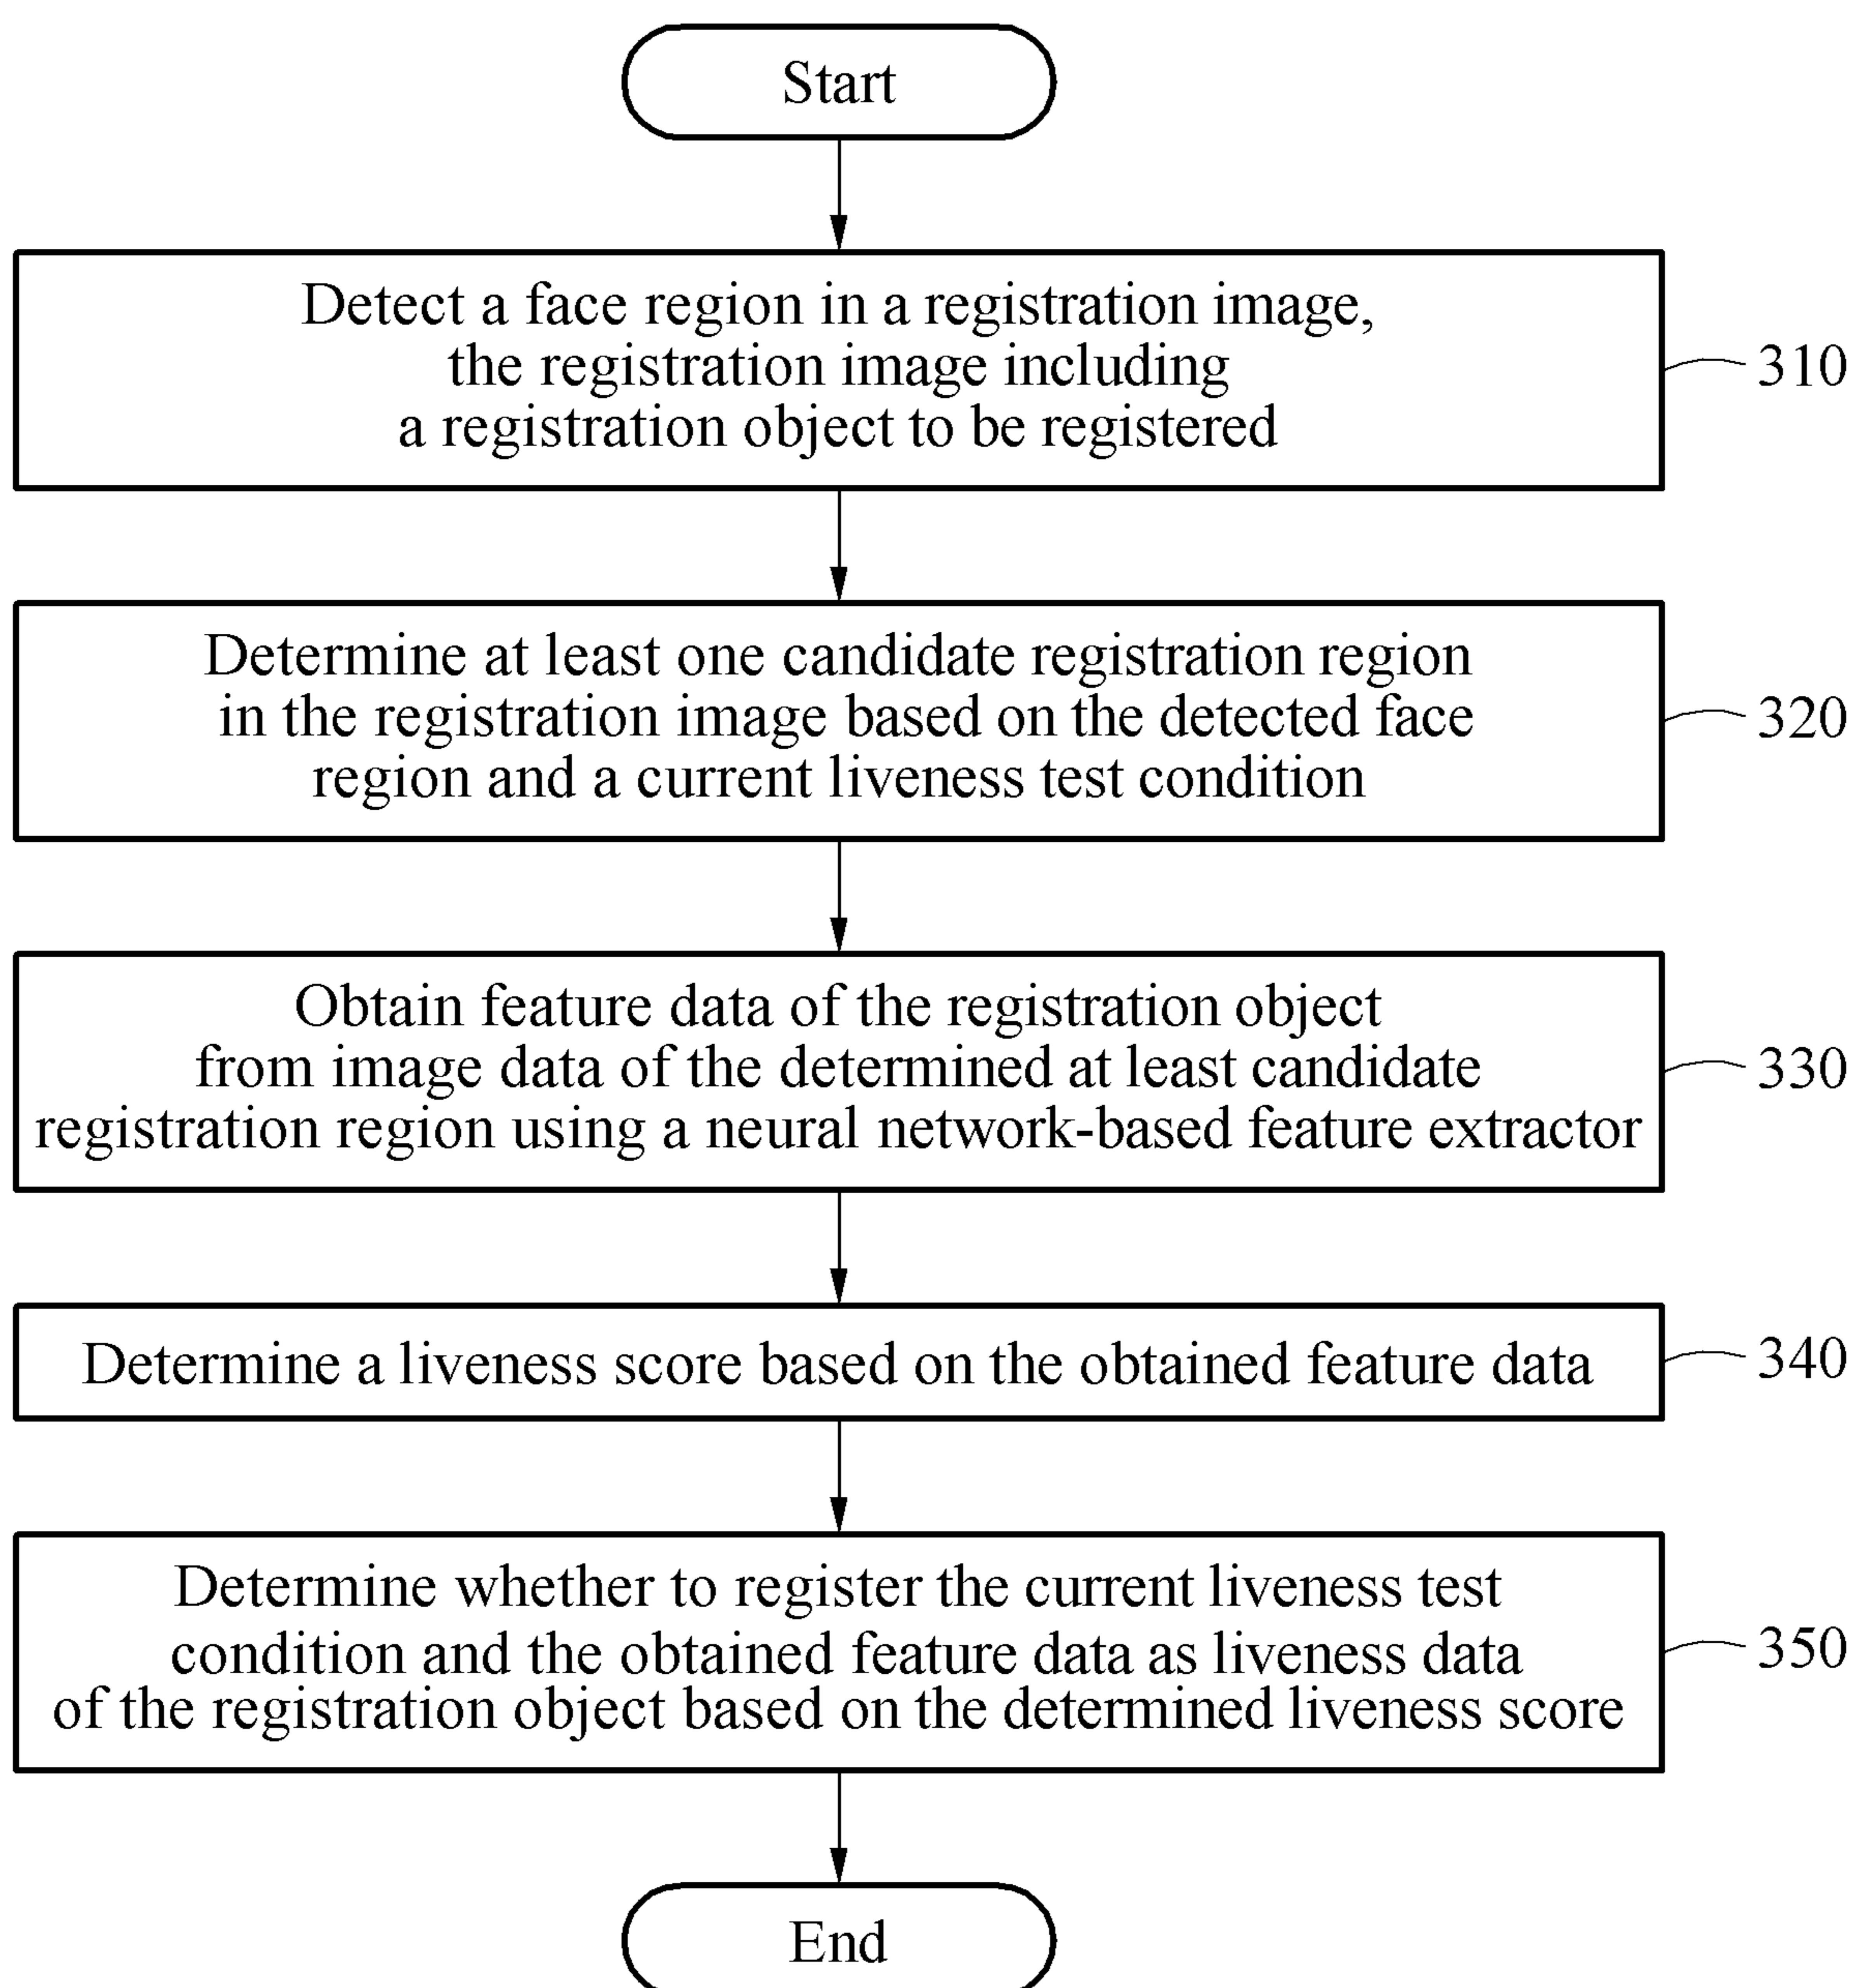 Start
Detect a face region in a registration image,
the registration image including
a registration object to be registered
310
Determine at least one candidate registration region
in the registration image based on the detected face
region and a current liveness test condition
320
Obtain feature data of the registration object
from image data of the determined at least candidate
registration region using a neural network-based feature extractor
330
Determine a liveness score based on the obtained feature data
340
Determine whether to register the current liveness test
condition and the obtained feature data as liveness data
of the registration object based on the determined liveness score
350
End